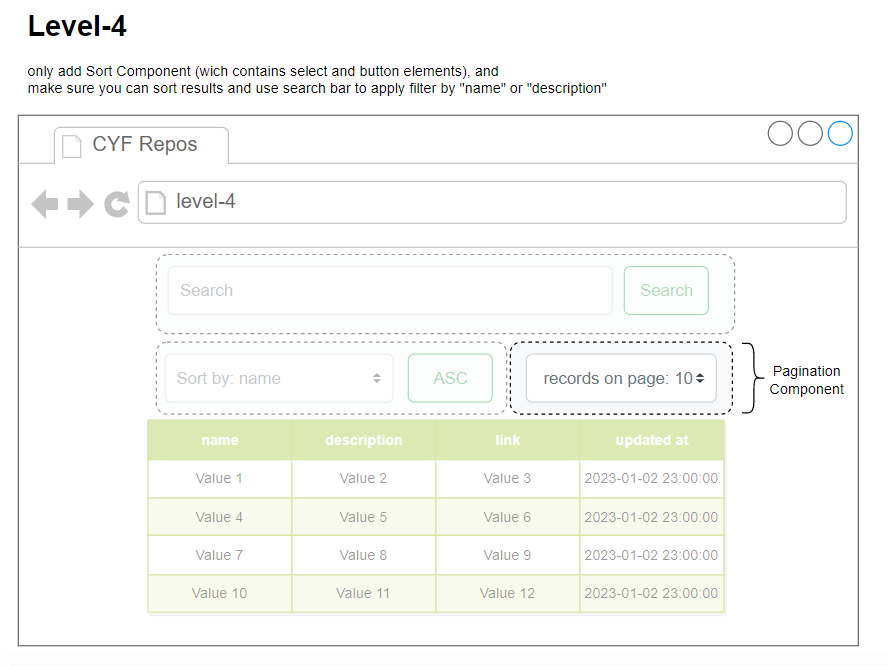 Level-4
only add Sort Component (wich contains select and button elements), and
make sure you can sort results and use search bar to apply filter by "name" or "description"
CYF Repos
level-4
Search Search
Sort by: name ASC records on page: 10 Pagination
Component
name description link updated at
Value 1 Value 2 Value 3 2023-01-02 23:00:00
Value 4 Value 5 Value 6 2023-01-02 23:00:00
Value 7 Value 8 Value 9 2023-01-02 23:00:00
Value 10 Value 11 Value 12 2023-01-02 23:00:00